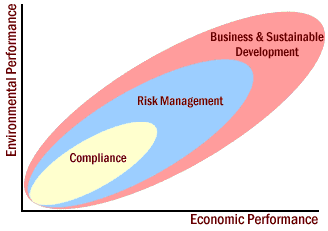 Environmental Performance
Business & Sustainable
Development
Risk Management
Compliance
Economic Performance